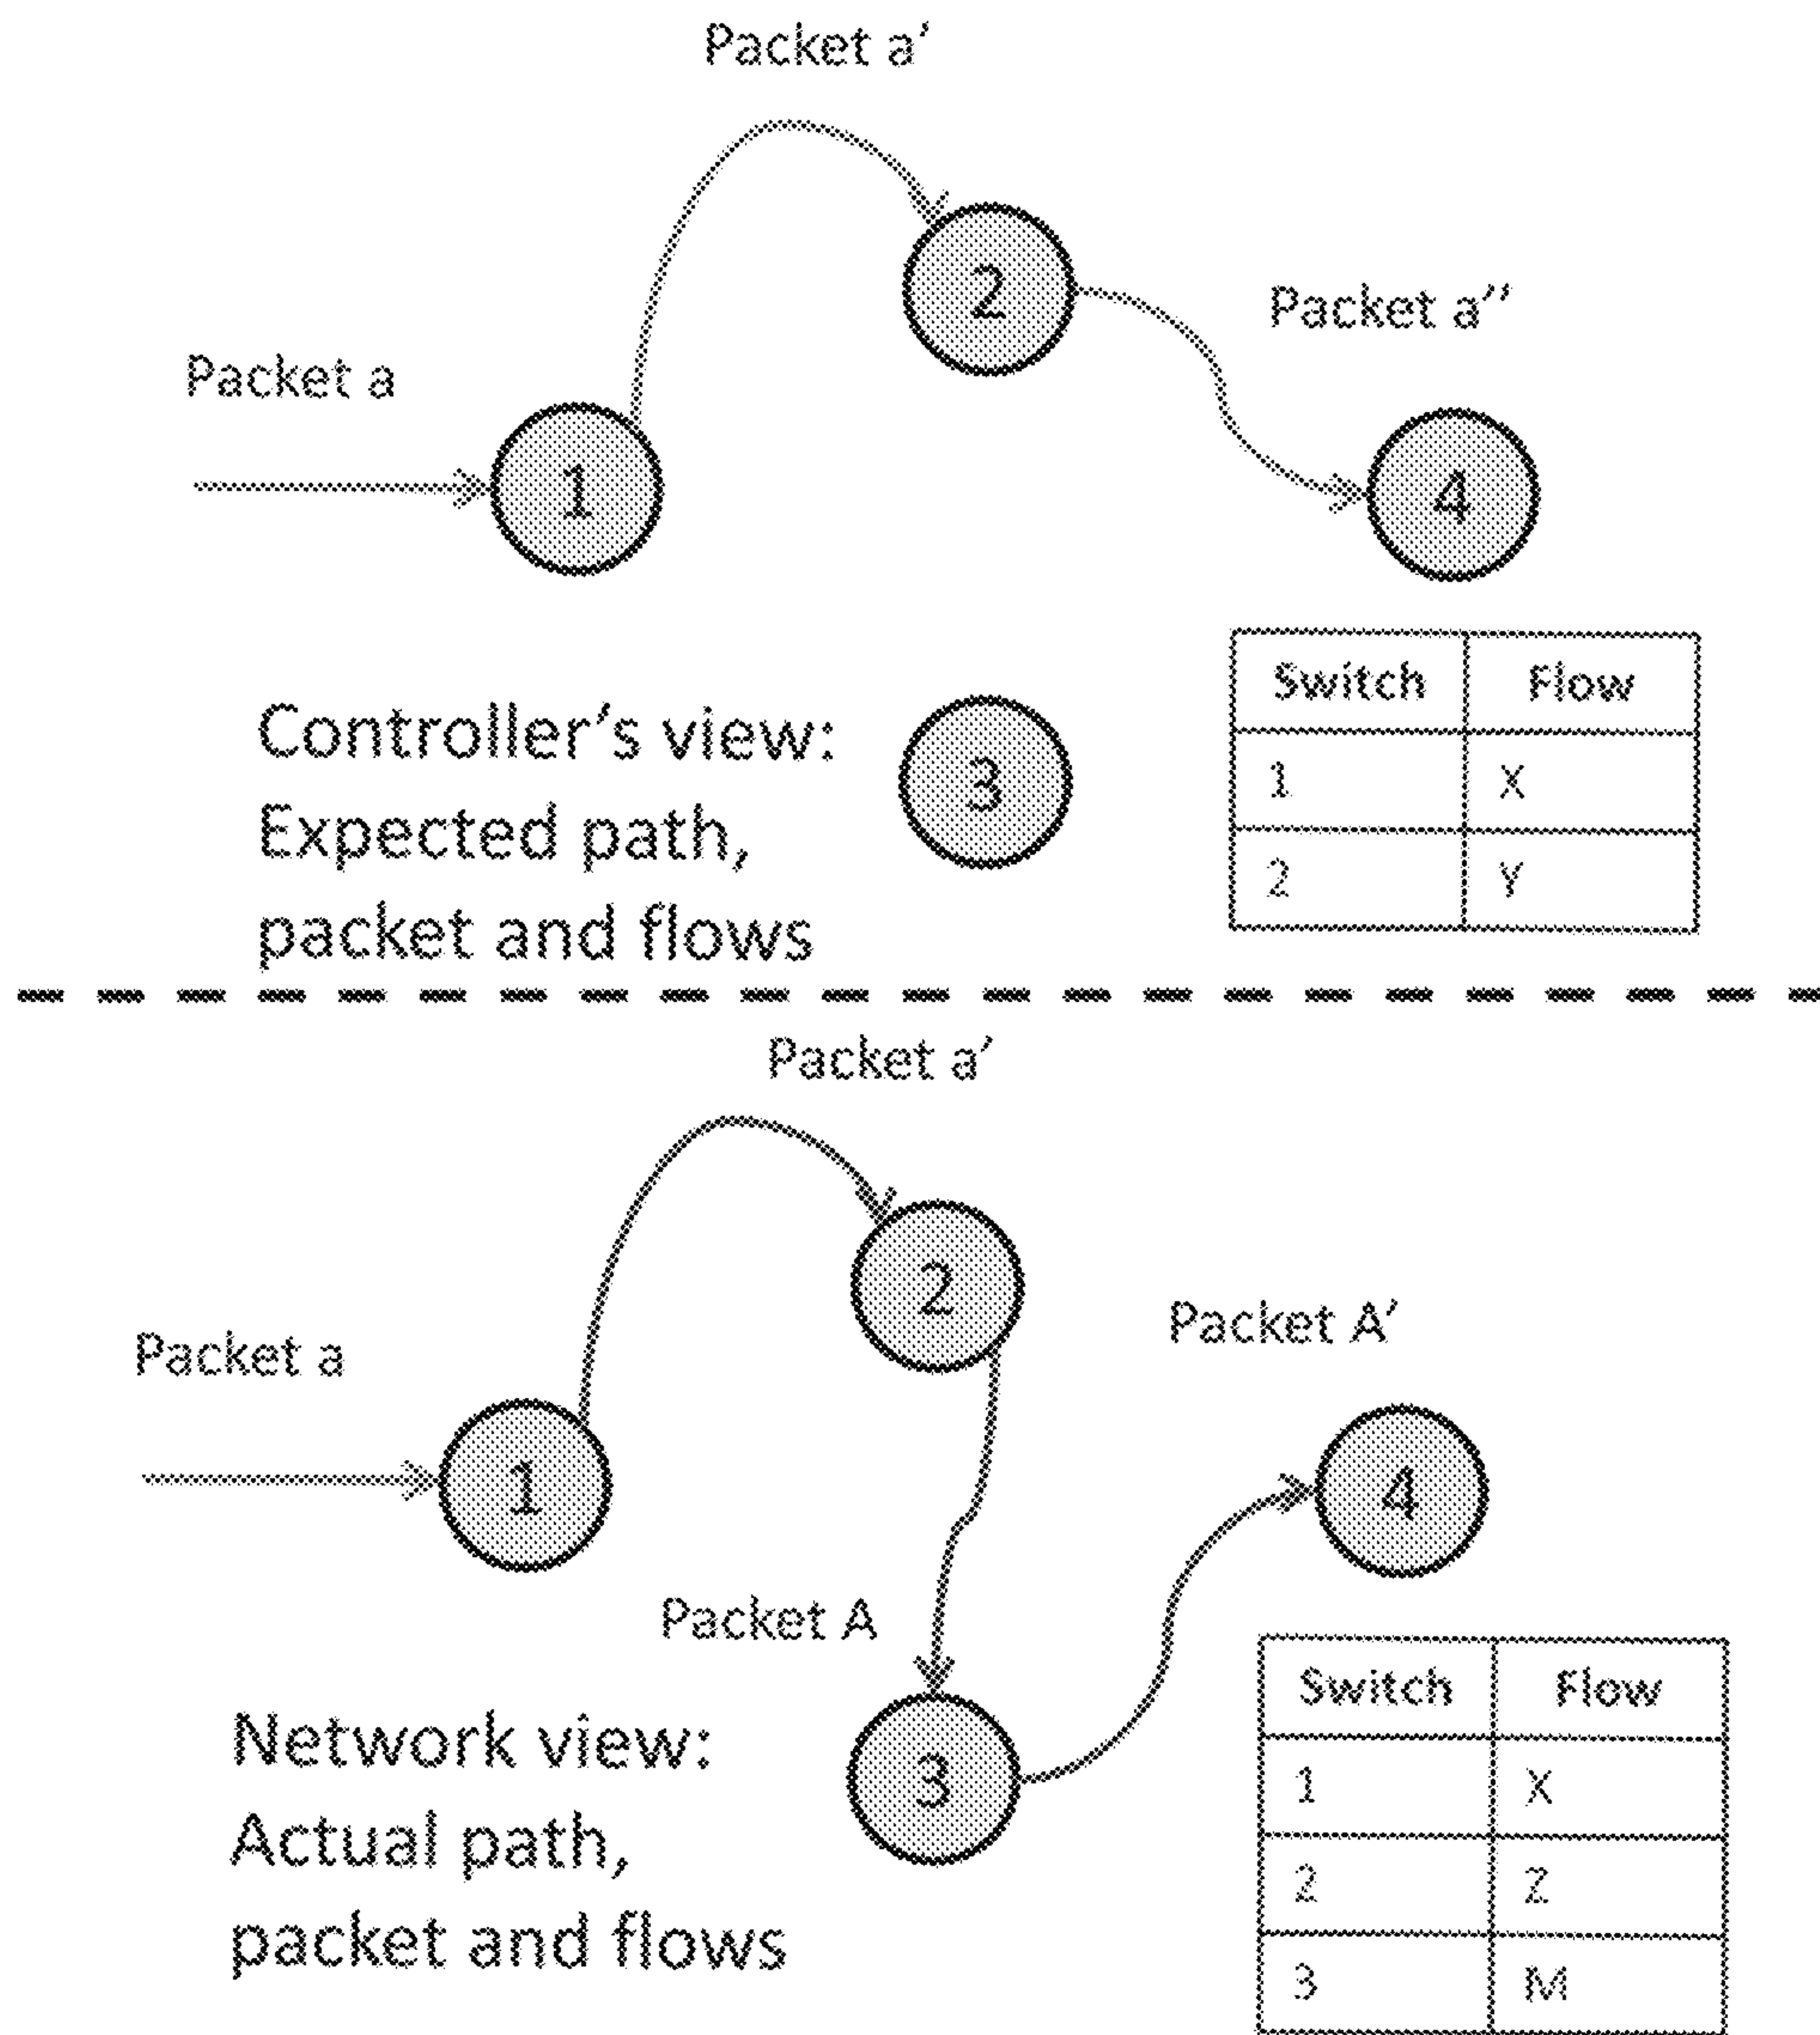 Packet a’
2
Packet a’’
Packet a
1
4
Switch Flow
1 X
2 Y
Controller’s view:
Expected path,
packet and flows
3
Packet a’
2
Packet A’
Packet a
1
4
Packet A
Switch Flow
1 X
2 Z
3 M
Network view:
Actual path,
packet and flows
3